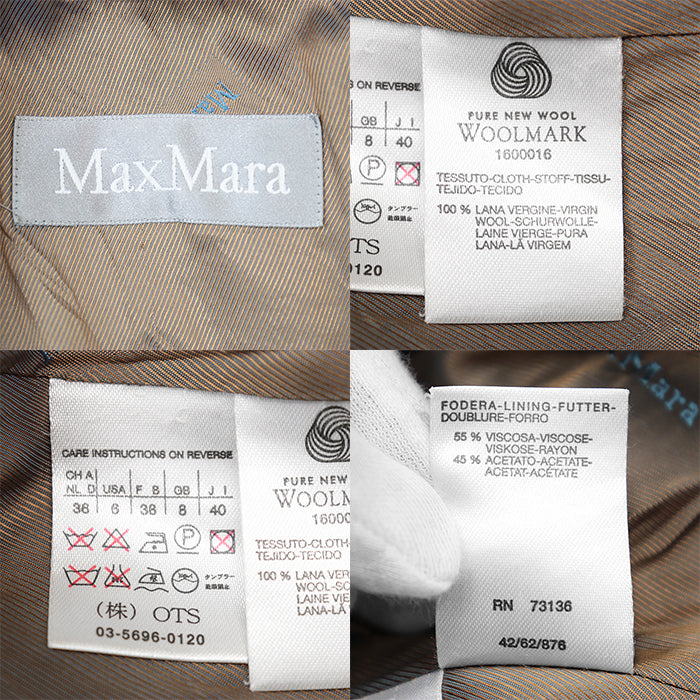 MaxMara
ONS ON REVERSE
GB J I
8 40
P
タンブラー
乾燥禁止
OTS
0120
PURE NEW WOOL
WOOLMARK
1600016
TESSUTO-CLOTH-STOFF-TISSU-
TEJIDO-TECIDO
100 % LANA VERGINE-VIRGIN
WOOL-SCHURWOLLE-
LAINE VIERGE-PURA
LANA-LÃ VIRGEM
CARE INSTRUCTIONS ON REVERSE
CH A
NL D USA F B GB J I
36 6 38 8 40
P
タンブラー
乾燥禁止
(株) OTS
03-5696-0120
PURE NEW
WOOLM
16000
TESSUTO-CLOTH-
TEJIDO-TECIDO
100 % LANA VER
WOOL-SCH
LAINE VIE
LANA-LÃ
pMara
FODERA-LINING-FUTTER-
DOUBLURE-FORRO
55 % VISCOSA-VISCOSE-
VISKOSE-RAYON
45 % ACETATO-ACETATE-
ACETAT-ACÉTATE
RN 73136
42/62/876